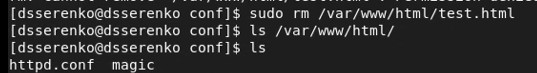 [dsserenko@dsserenko conf]$ sudo rm /var/www/html/test.html
[dsserenko@dsserenko conf]$ ls /var/www/html/
[dsserenko@dsserenko conf]$ ls
httpd.conf  magic